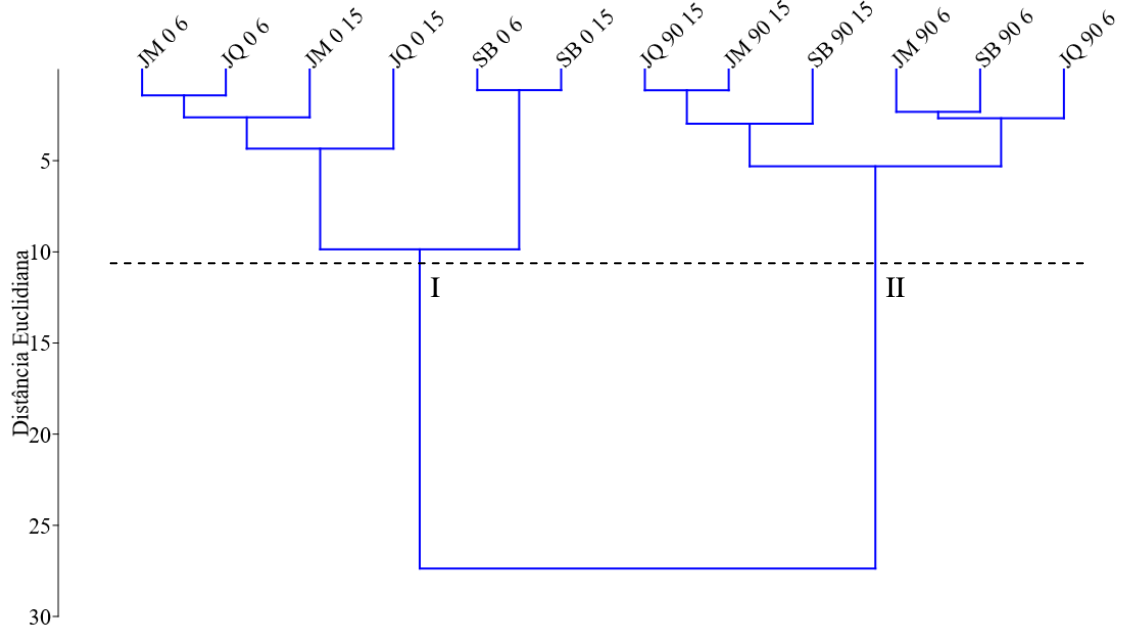 JM 0 6
JQ 0 6
JM 0 15
JQ 0 15
SB 0 6
SB 0 15
JQ 90 15
JM 90 15
SB 90 15
JM 90 6
SB 90 6
JQ 90 6
5
10
15
20
25
30
Distância Euclidiana
I
II